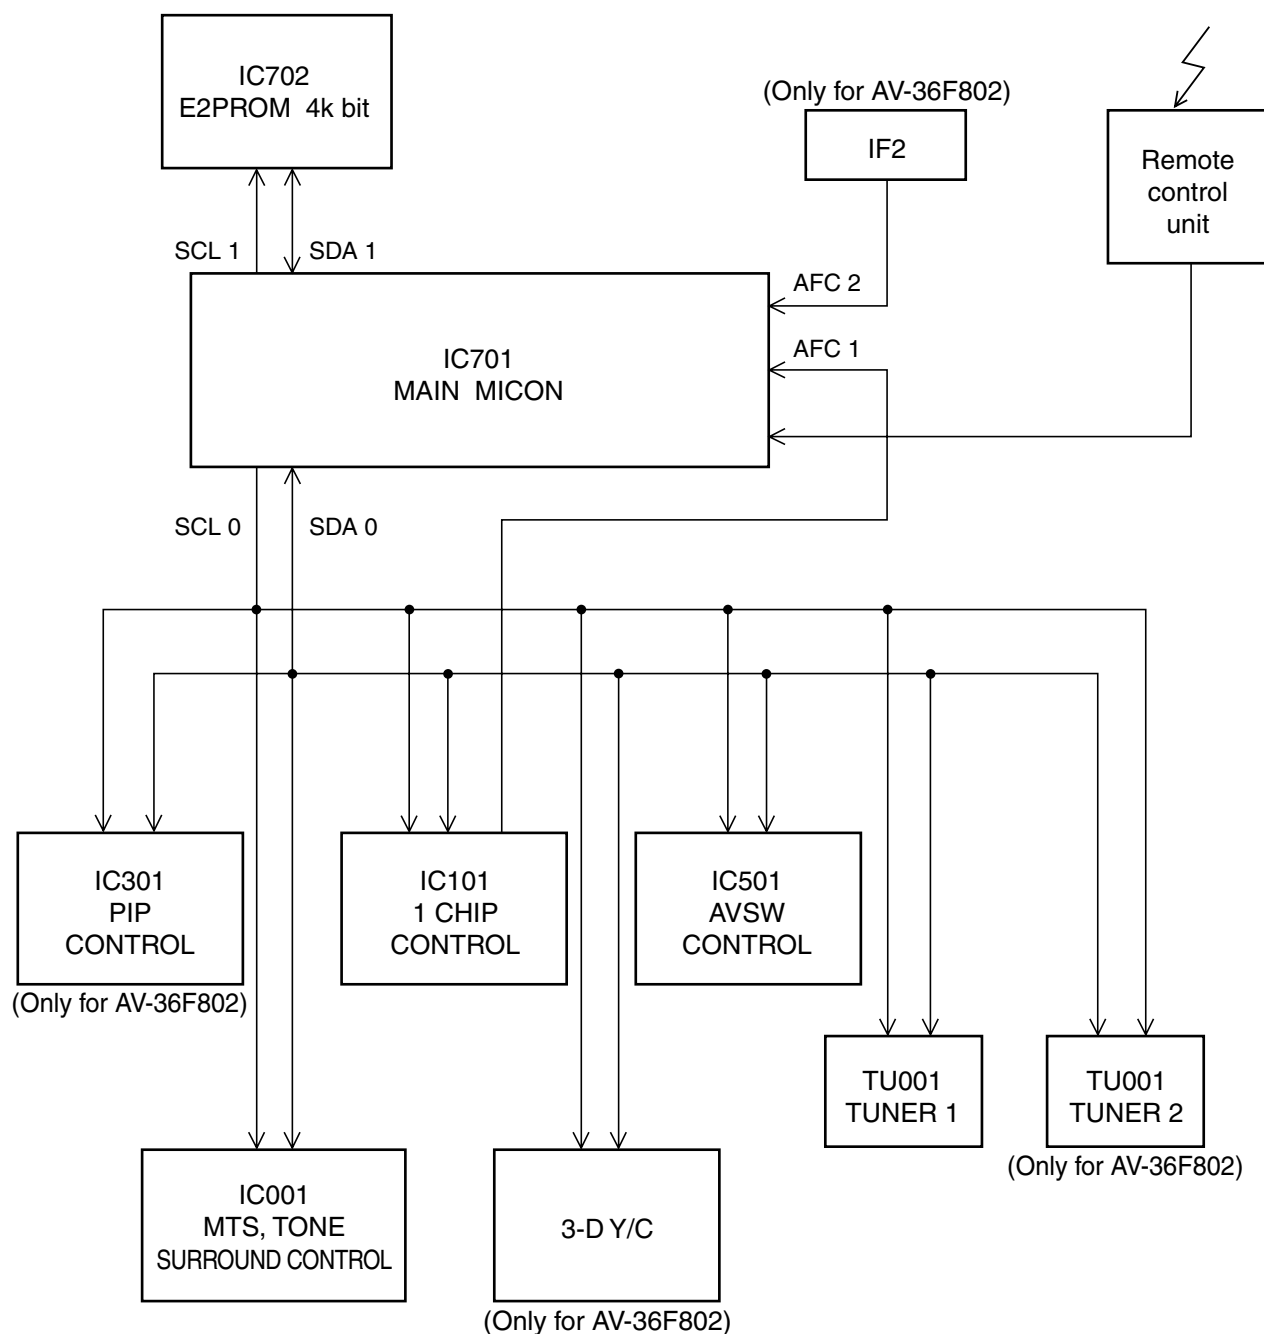 IC702
E2PROM 4k bit
(Only for AV-36F802)
IF2
Remote
control
unit
SCL 1
SDA 1
AFC 2
AFC 1
IC701
MAIN MICON
SCL 0
SDA 0
IC301
PIP
CONTROL
(Only for AV-36F802)
IC101
1 CHIP
CONTROL
IC501
AVSW
CONTROL
TU001
TUNER 1
TU001
TUNER 2
(Only for AV-36F802)
IC001
MTS, TONE
SURROUND CONTROL
3-D Y/C
(Only for AV-36F802)